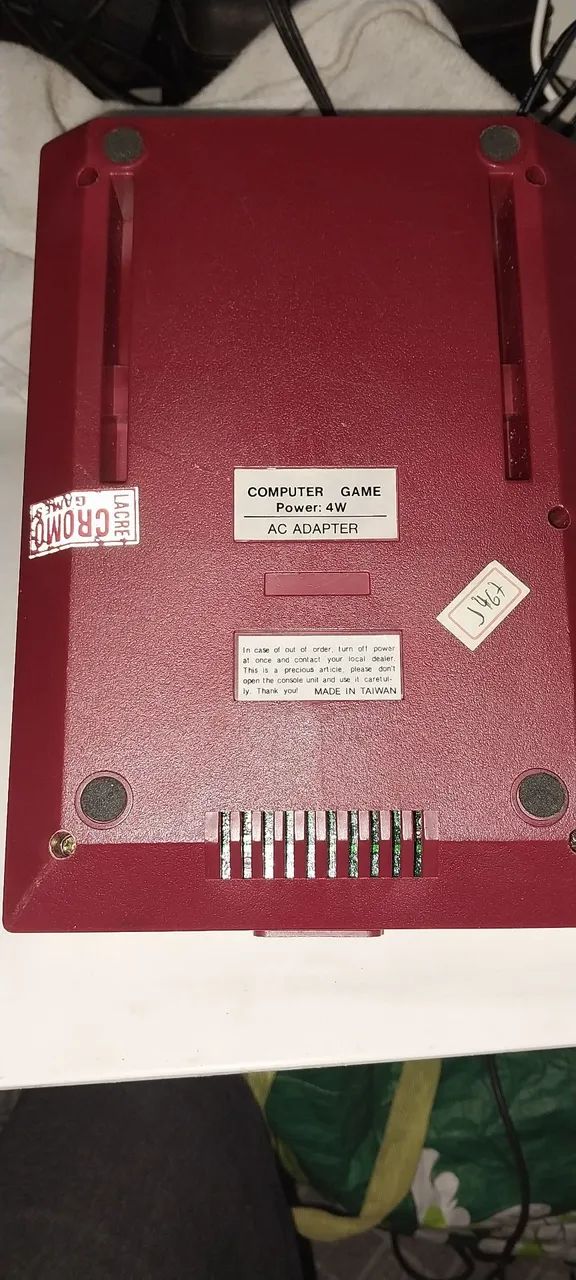 COMPUTER GAME
Power: 4W
AC ADAPTER
LACRE
CROMO
GAMES
In case of out of order, turn off power
at once and contact your local dealer.
This is a precious article, please don't
open the console unit and use it careful-
ly. Thank you! MADE IN TAIWAN